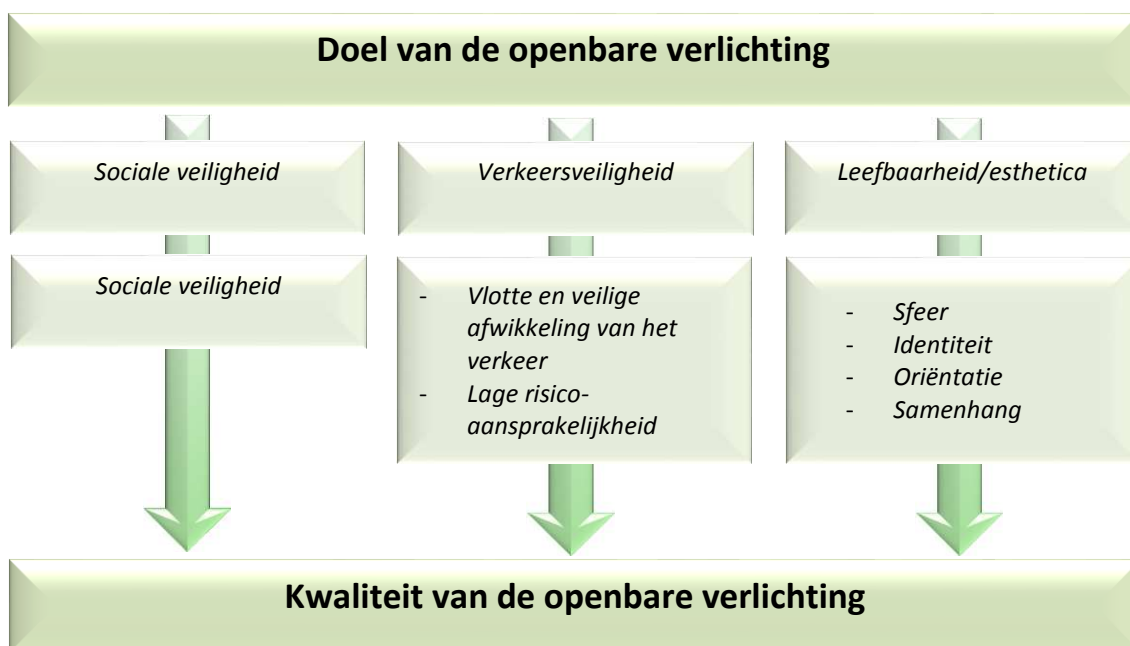 Doel van de openbare verlichting
Sociale veiligheid
Verkeersveiligheid
Leefbaarheid/esthetica
Sociale veiligheid
- Vlotte en veilige
afwikkeling van het
verkeer
- Lage risico-
aansprakelijkheid
- Sfeer
- Identiteit
- Oriëntatie
- Samenhang
Kwaliteit van de openbare verlichting